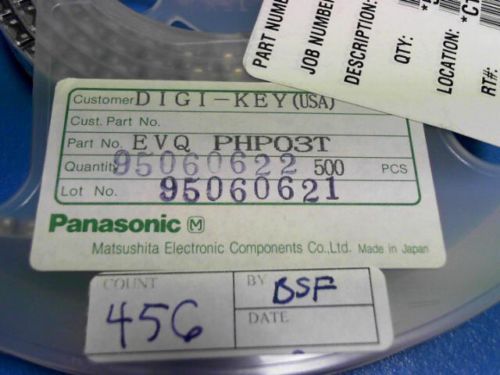 PART NUMBER
JOB NUMBER
DESCRIPTION:
QTY:
LOCATION:
RT#:
Customer DIGI-KEY(USA)
Cust. Part No.
Part No. EVQ PHP03T
Quantity 95060622 500 PCS
Lot No. 95060621
Panasonic M
Matsushita Electronic Components Co.,Ltd. Made in Japan
COUNT BY BSF
456 DATE